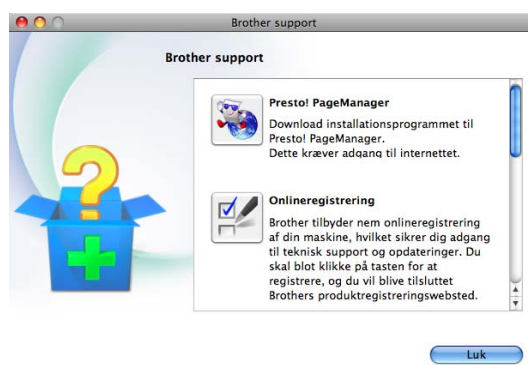 Brother support
Brother support
Presto! PageManager
Download installationsprogrammet til
Presto! PageManager.
Dette kræver adgang til internettet.
Onlineregistrering
Brother tilbyder nem onlineregistrering
af din maskine, hvilket sikrer dig adgang
til teknisk support og opdateringer. Du
skal blot klikke på tasten for at
registrere, og du vil blive tilsluttet
Brothers produktregistreringswebsted.
Luk